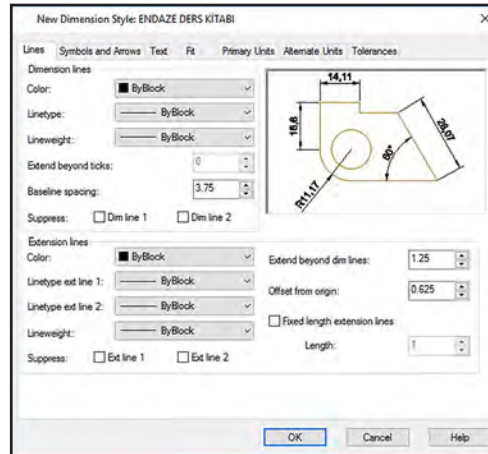 New Dimension Style: ENDAZE DERS KİTABI
Lines Symbols and Arrows Text Fit Primary Units Alternate Units Tolerances
Dimension lines
Color: ByBlock
Linetype: ByBlock
Lineweight: ByBlock
Extend beyond ticks: 0
Baseline spacing: 3.75
Suppress: Dim line 1 Dim line 2
14,11
16,6
28,07
60°
R11,17
Extension lines
Color: ByBlock
Linetype ext line 1: ByBlock
Linetype ext line 2: ByBlock
Lineweight: ByBlock
Suppress: Ext line 1 Ext line 2
Extend beyond dim lines: 1.25
Offset from origin: 0.625
Fixed length extension lines
Length: 1
OK Cancel Help